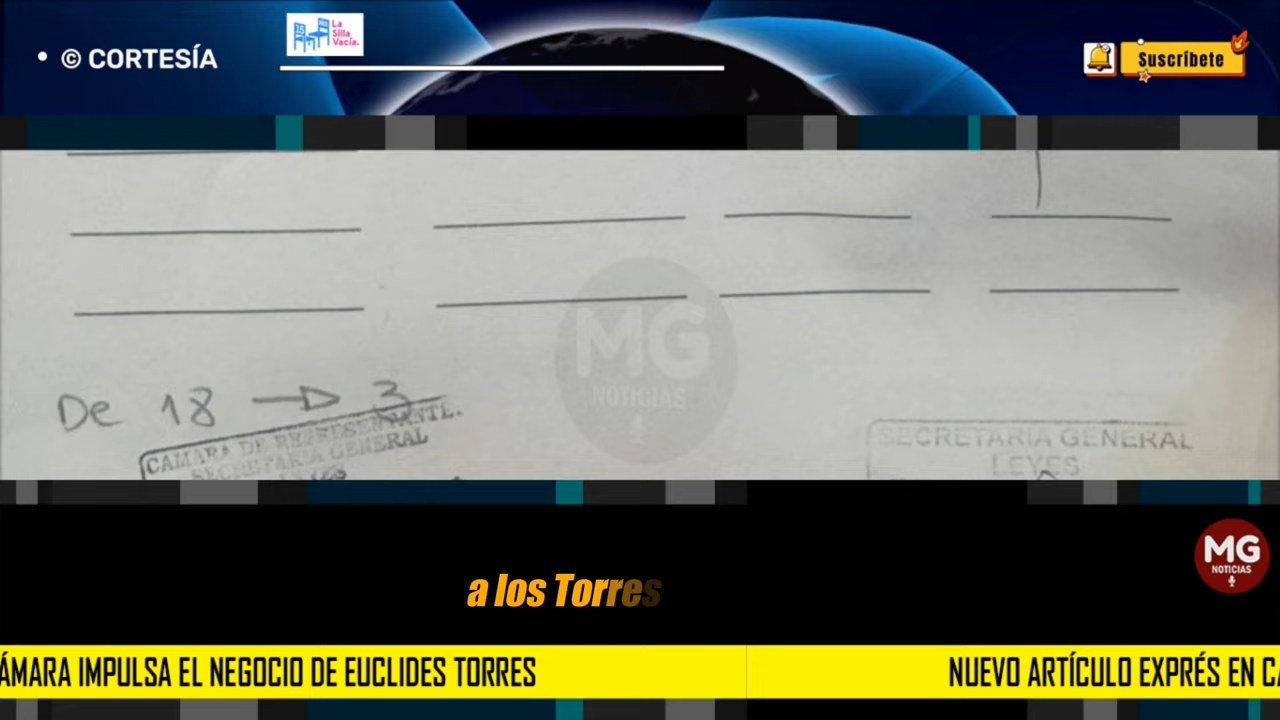 • © CORTESÍA
La
Silla
Vacía.
Suscríbete
MG
NOTICIAS
De 18 → 3
CAMARA DE REPRESENTANTE.
SECRETARIA GENERAL
SECRETARIA GENERAL
LEYES
MG
NOTICIAS
a los Torres
ÁMARA IMPULSA EL NEGOCIO DE EUCLIDES TORRES
NUEVO ARTÍCULO EXPRÉS EN CÁ